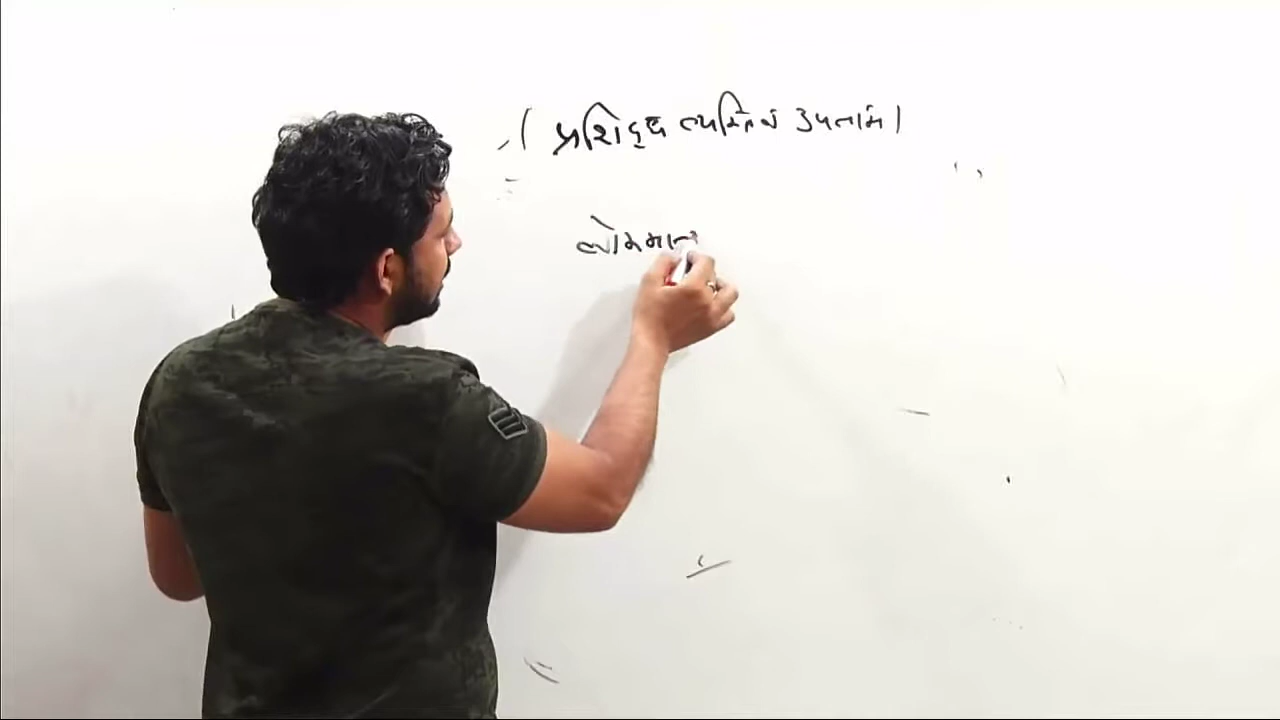 પ્રશિદ્ધ વ્યક્તિનં ઉપનામ
લોકમાન્